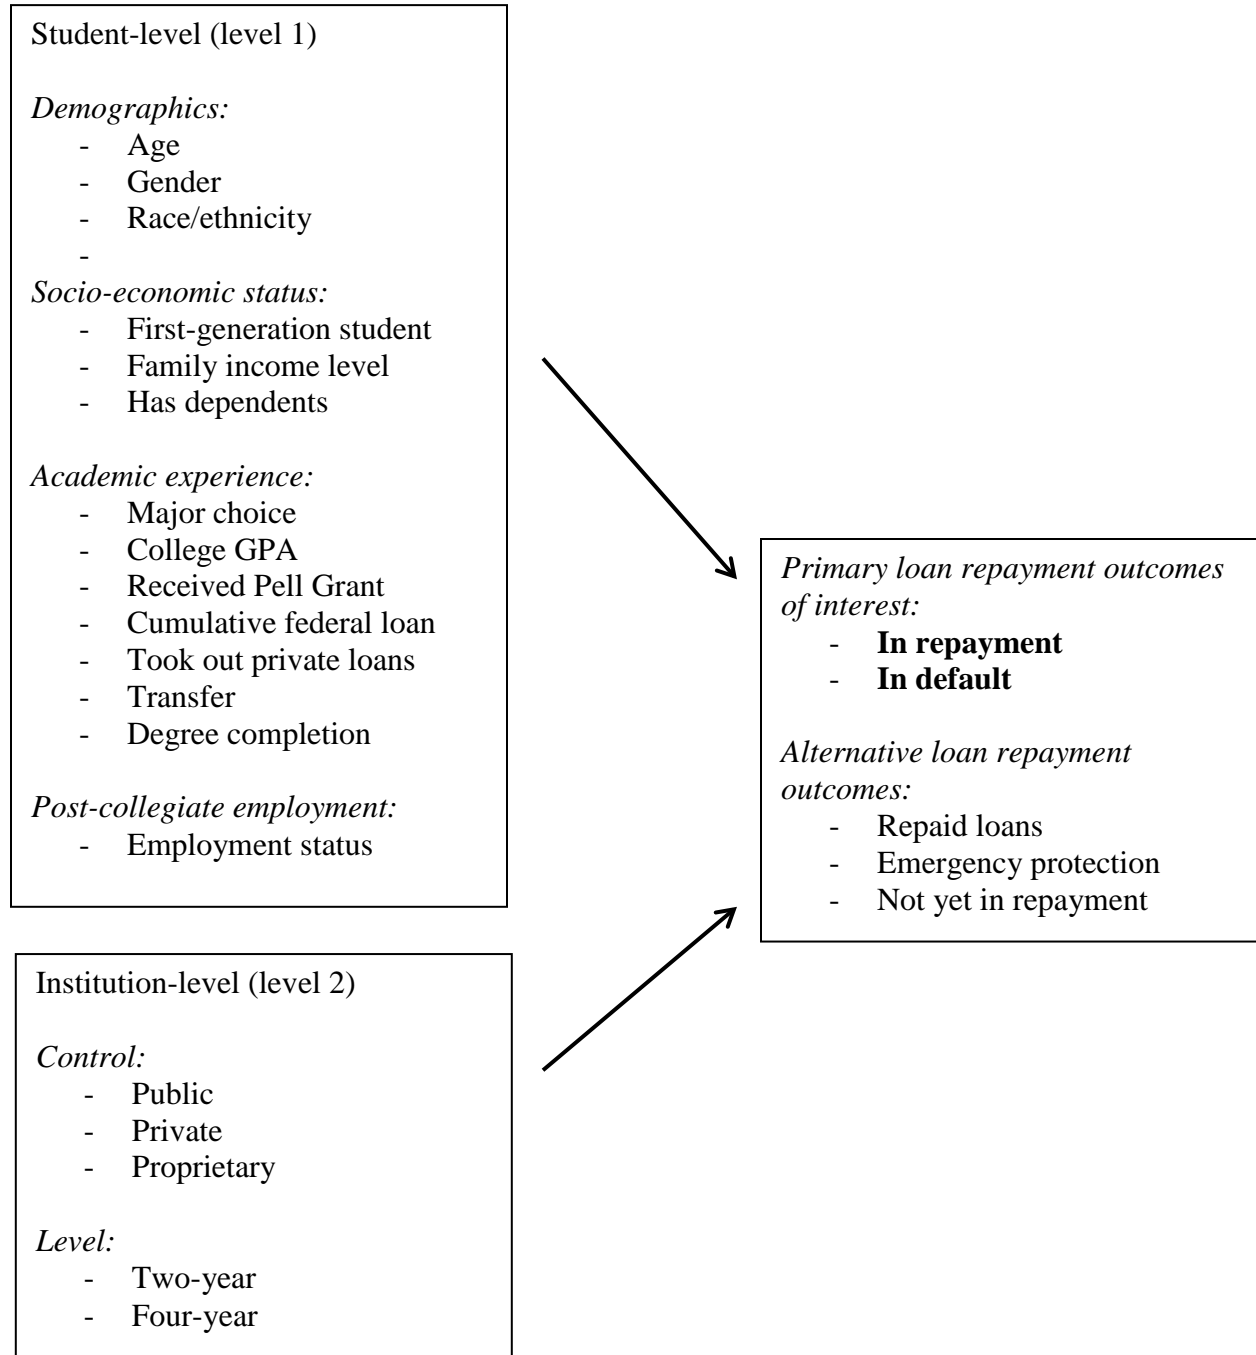 Student-level (level 1)
Demographics:
- Age
- Gender
- Race/ethnicity
-
Socio-economic status:
- First-generation student
- Family income level
- Has dependents
Academic experience:
- Major choice
- College GPA
- Received Pell Grant
- Cumulative federal loan
- Took out private loans
- Transfer
- Degree completion
Post-collegiate employment:
- Employment status
Institution-level (level 2)
Control:
- Public
- Private
- Proprietary
Level:
- Two-year
- Four-year
Primary loan repayment outcomes
of interest:
- In repayment
- In default
Alternative loan repayment
outcomes:
- Repaid loans
- Emergency protection
- Not yet in repayment